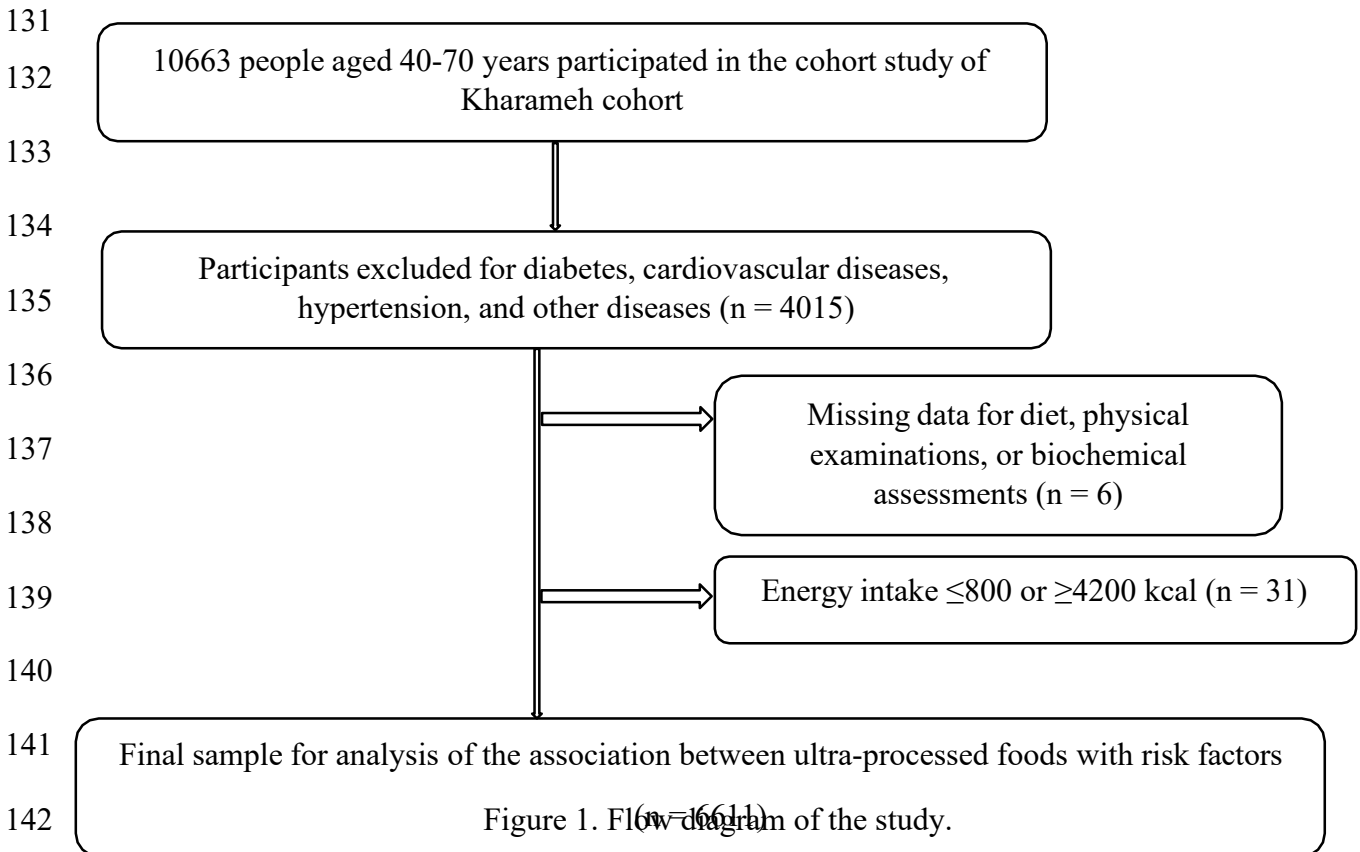 131
10663 people aged 40-70 years participated in the cohort study of
132
Kharameh cohort
133
134
Participants excluded for diabetes, cardiovascular diseases,
135
hypertension, and other diseases (n = 4015)
136
Missing data for diet, physical
137
examinations, or biochemical
assessments (n = 6)
138
139
Energy intake ≤800 or ≥4200 kcal (n = 31)
140
141
Final sample for analysis of the association between ultra-processed foods with risk factors
(n = 6611)
142
Figure 1. Flow diagram of the study.